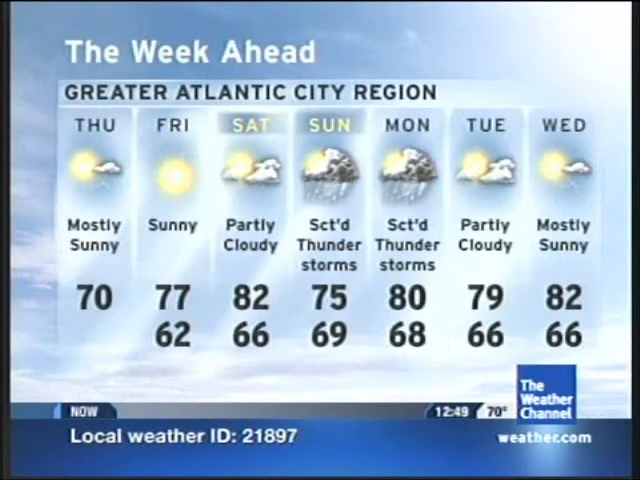 The Week Ahead
GREATER ATLANTIC CITY REGION
THU FRI SAT SUN MON TUE WED
Mostly Sunny Partly Sct'd Sct'd Partly Mostly
Sunny Cloudy Thunder Thunder Cloudy Sunny
storms storms
70 77 82 75 80 79 82
62 66 69 68 66 66
NOW 12:49 70°
The
Weather
Channel
Local weather ID: 21897
weather.com